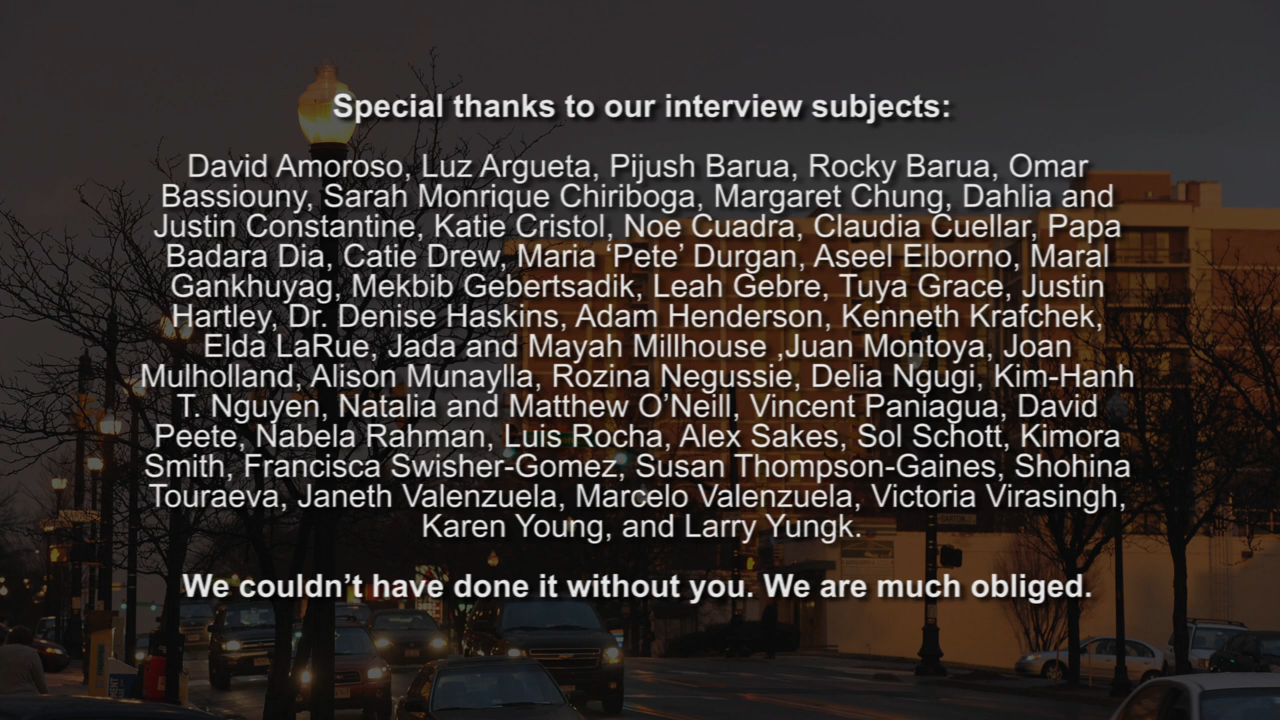 Special thanks to our interview subjects:
David Amoroso, Luz Argueta, Pijush Barua, Rocky Barua, Omar
Bassiouny, Sarah Monrique Chiriboga, Margaret Chung, Dahlia and
Justin Constantine, Katie Cristol, Noe Cuadra, Claudia Cuellar, Papa
Badara Dia, Catie Drew, Maria ‘Pete’ Durgan, Aseel Elborno, Maral
Gankhuyag, Mekbib Gebertsadik, Leah Gebre, Tuya Grace, Justin
Hartley, Dr. Denise Haskins, Adam Henderson, Kenneth Krafchek,
Elda LaRue, Jada and Mayah Millhouse ,Juan Montoya, Joan
Mulholland, Alison Munaylla, Rozina Negussie, Delia Ngugi, Kim-Hanh
T. Nguyen, Natalia and Matthew O’Neill, Vincent Paniagua, David
Peete, Nabela Rahman, Luis Rocha, Alex Sakes, Sol Schott, Kimora
Smith, Francisca Swisher-Gomez, Susan Thompson-Gaines, Shohina
Touraeva, Janeth Valenzuela, Marcelo Valenzuela, Victoria Virasingh,
Karen Young, and Larry Yungk.
We couldn’t have done it without you. We are much obliged.